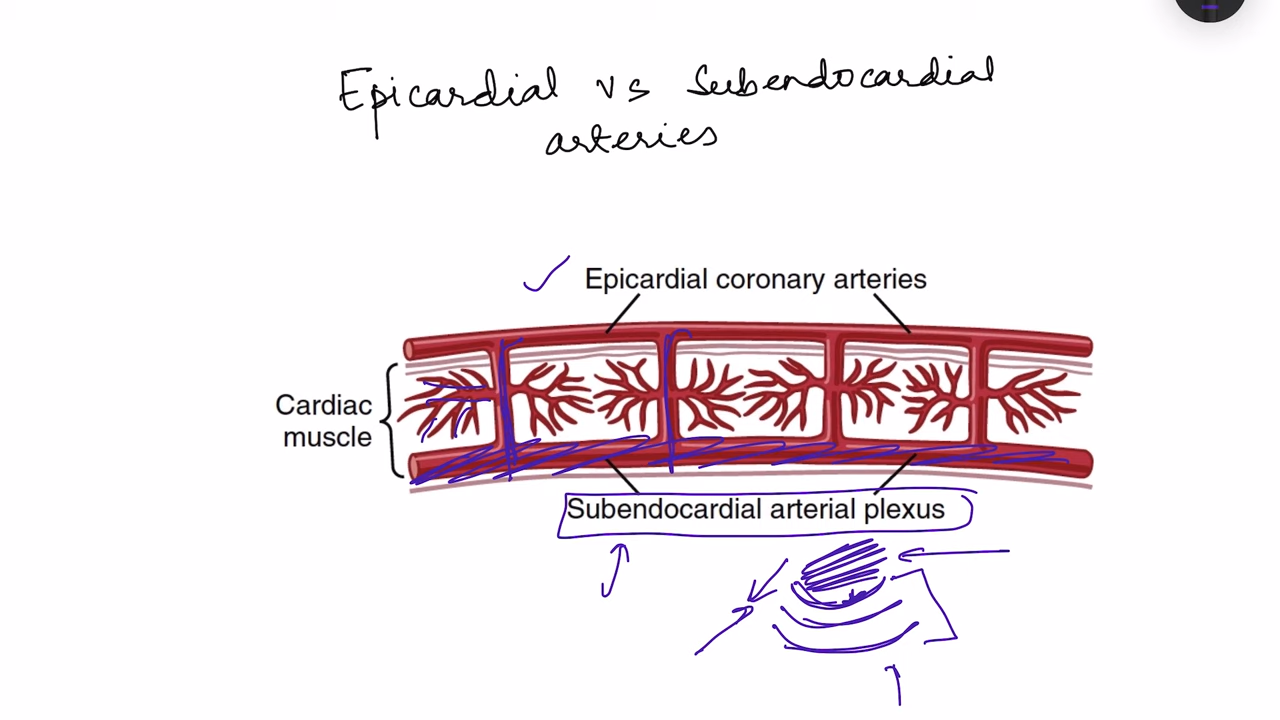 Epicardial vs Subendocardial
arteries
Epicardial coronary arteries
Cardiac
muscle
Subendocardial arterial plexus